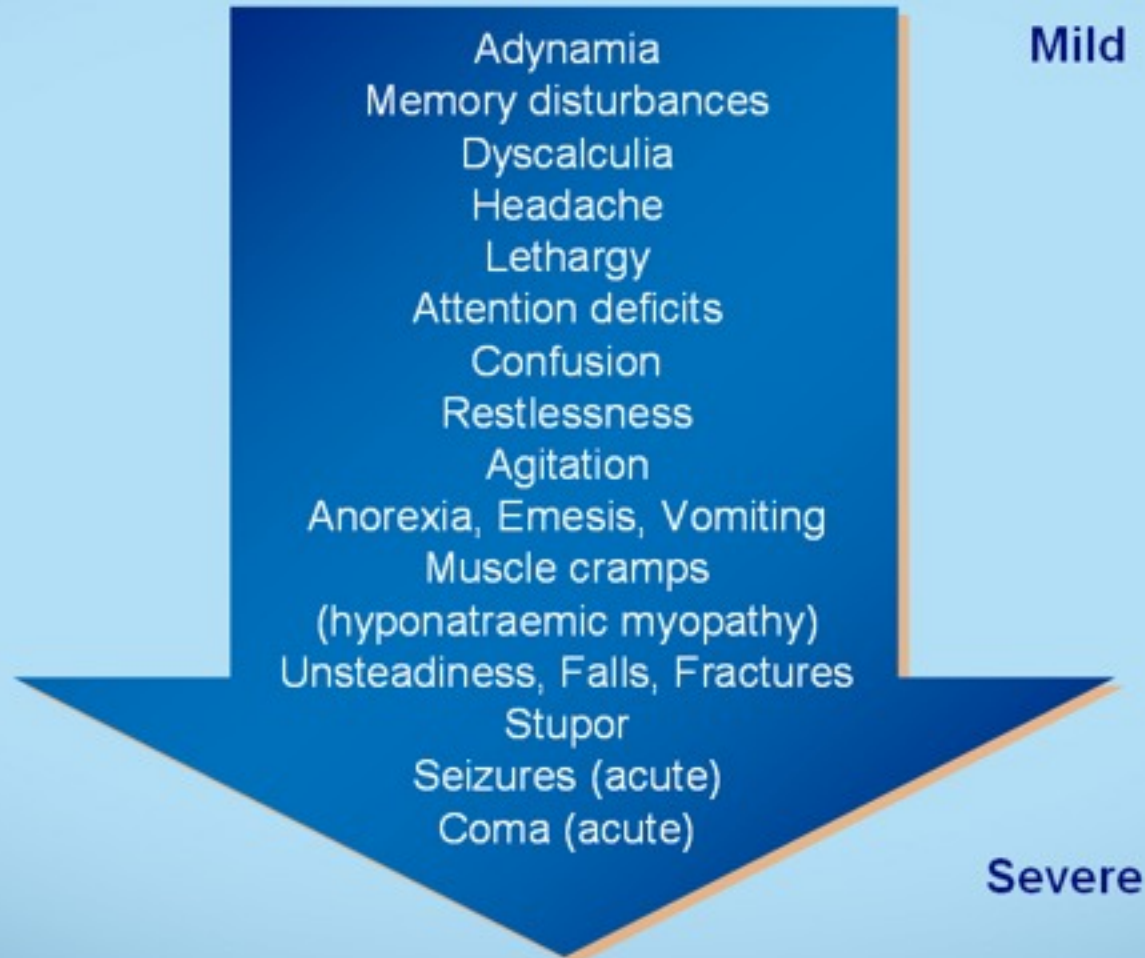 Mild
Adynamia
Memory disturbances
Dyscalculia
Headache
Lethargy
Attention deficits
Confusion
Restlessness
Agitation
Anorexia, Emesis, Vomiting
Muscle cramps
(hyponatraemic myopathy)
Unsteadiness, Falls, Fractures
Stupor
Seizures (acute)
Coma (acute)
Severe